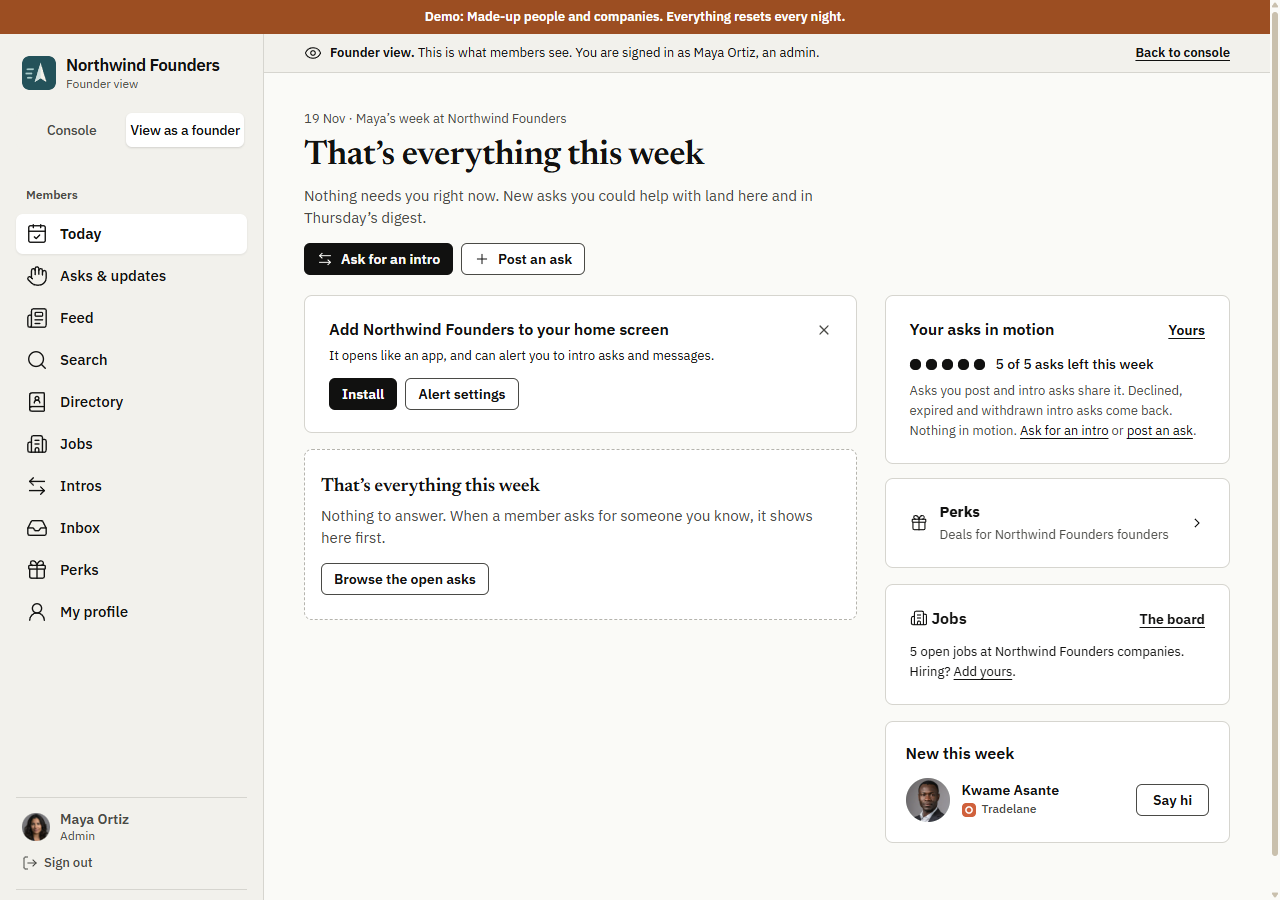 Demo: Made-up people and companies. Everything resets every night.
Northwind Founders
Founder view
Console
View as a founder
Members
Today
Asks & updates
Feed
Search
Directory
Jobs
Intros
Inbox
Perks
My profile
Maya Ortiz
Admin
Sign out
Founder view. This is what members see. You are signed in as Maya Ortiz, an admin.
Back to console
19 Nov · Maya’s week at Northwind Founders
That’s everything this week
Nothing needs you right now. New asks you could help with land here and in
Thursday’s digest.
Ask for an intro
Post an ask
Add Northwind Founders to your home screen
It opens like an app, and can alert you to intro asks and messages.
Install
Alert settings
That’s everything this week
Nothing to answer. When a member asks for someone you know, it shows
here first.
Browse the open asks
Your asks in motion
Yours
5 of 5 asks left this week
Asks you post and intro asks share it. Declined,
expired and withdrawn intro asks come back.
Nothing in motion. Ask for an intro or post an ask.
Perks
Deals for Northwind Founders founders
Jobs
The board
5 open jobs at Northwind Founders companies.
Hiring? Add yours.
New this week
Kwame Asante
Tradelane
Say hi